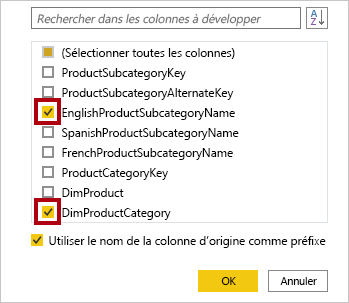 Rechercher dans les colonnes à développer
A
Z
(Sélectionner toutes les colonnes)
ProductSubcategoryKey
ProductSubcategoryAlternateKey
EnglishProductSubcategoryName
SpanishProductSubcategoryName
FrenchProductSubcategoryName
ProductCategoryKey
DimProduct
DimProductCategory
Utiliser le nom de la colonne d'origine comme préfixe
OK
Annuler